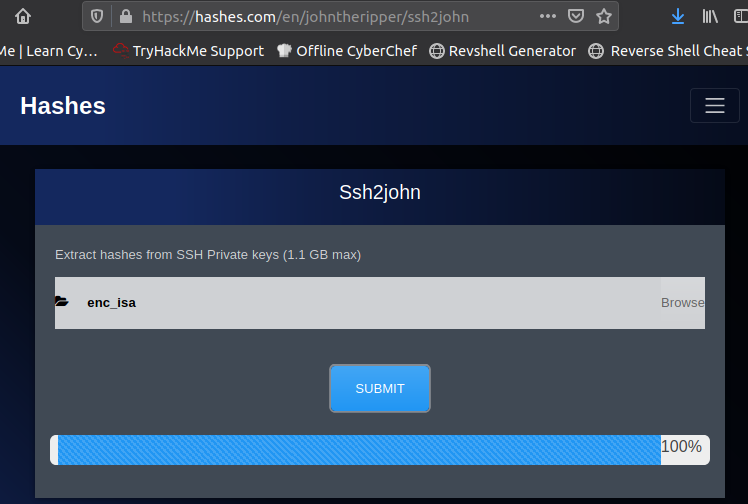 https://hashes.com/en/johntheripper/ssh2john
Me | Learn Cy… TryHackMe Support Offline CyberChef Revshell Generator Reverse Shell Cheat S
Hashes
Ssh2john
Extract hashes from SSH Private keys (1.1 GB max)
enc_isa Browse
SUBMIT
100%